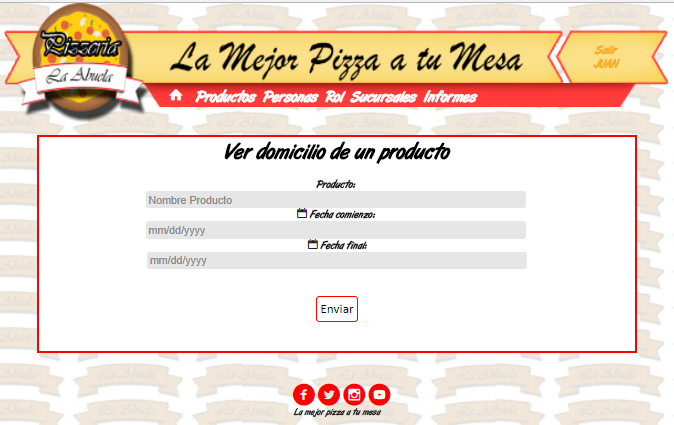 Pizzeria
La Abuela
La Mejor Pizza a tu Mesa
Salir
JUAN
Productos Personas Rol Sucursales Informes
Ver domicilio de un producto
Producto:
Nombre Producto
Fecha comienzo:
mm/dd/yyyy
Fecha final:
mm/dd/yyyy
Enviar
La mejor pizza a tu mesa